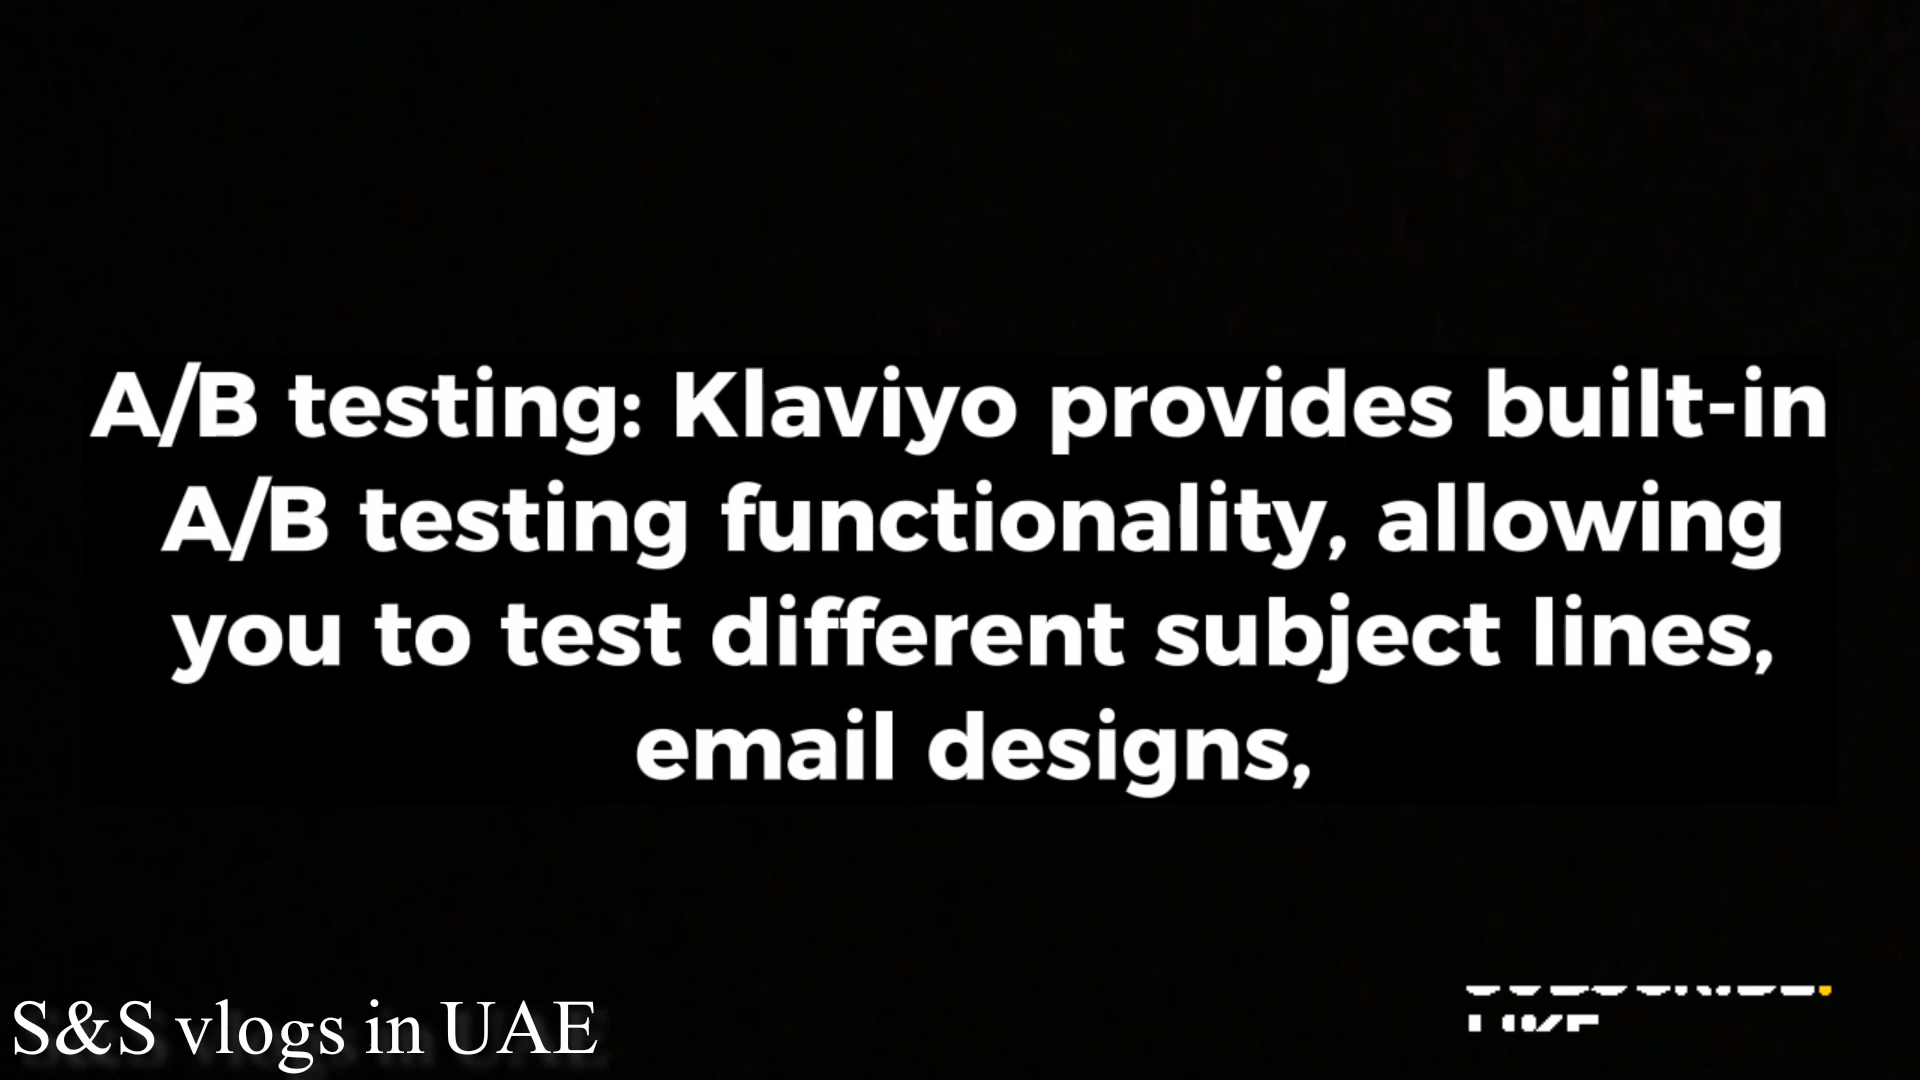 A/B testing: Klaviyo provides built-in
A/B testing functionality, allowing
you to test different subject lines,
email designs,
S&S vlogs in UAE